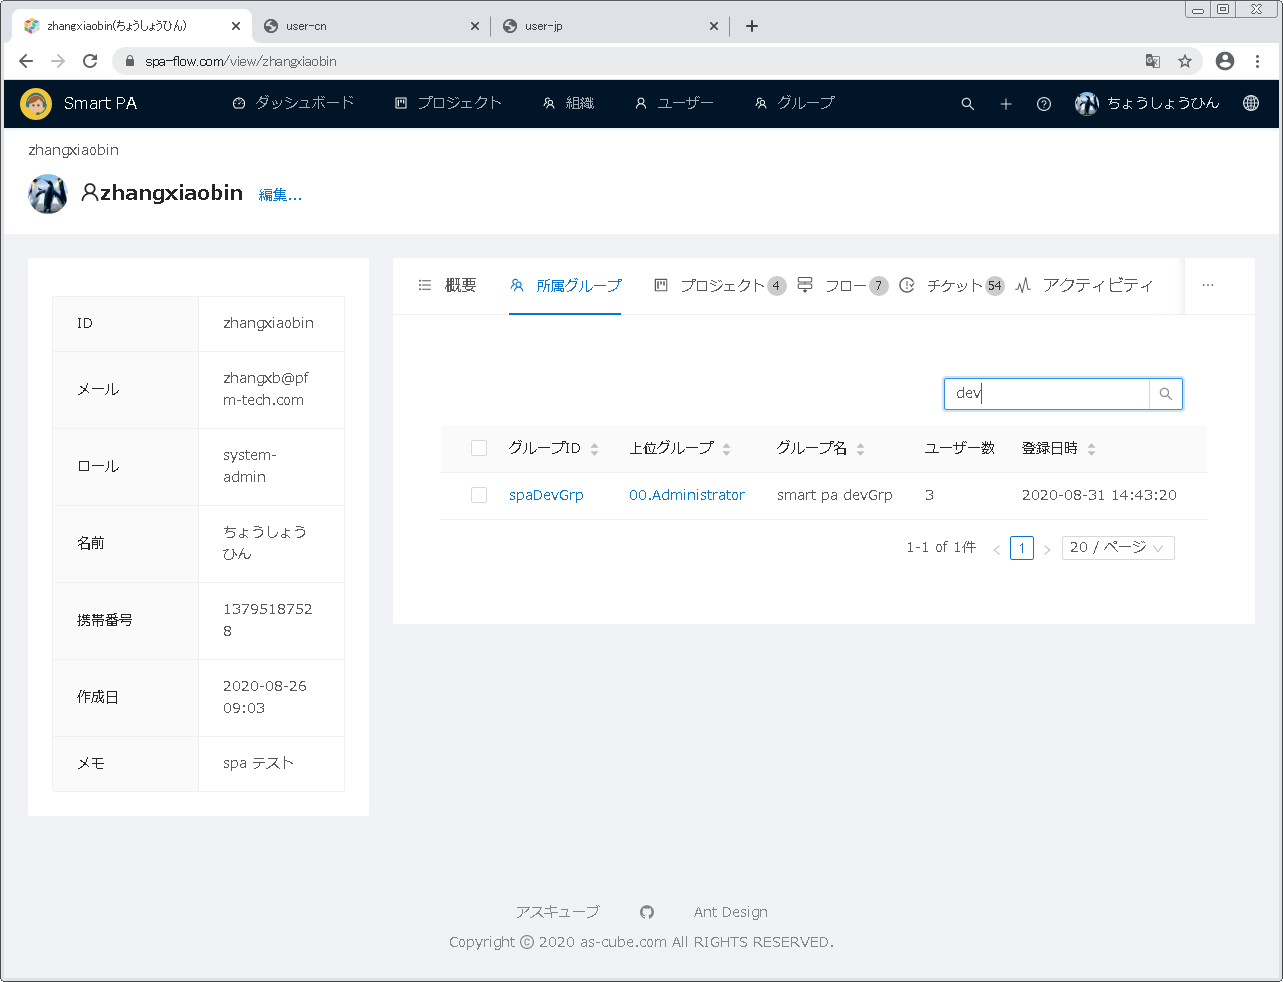 zhangxiaobin(ちょうしょうひん)
user-cn
user-jp
spa-flow.com/view/zhangxiaobin
Smart PA
ダッシュボード
プロジェクト
組織
ユーザー
グループ
ちょうしょうひん
zhangxiaobin
zhangxiaobin
編集...
ID
zhangxiaobin
メール
zhangxb@pf
m-tech.com
ロール
system-
admin
名前
ちょうしょう
ひん
携帯番号
1379518752
8
作成日
2020-08-26
09:03
メモ
spa テスト
概要
所属グループ
プロジェクト 4
フロー 7
チケット 54
アクティビティ
...
dev
グループID
上位グループ
グループ名
ユーザー数
登録日時
spaDevGrp
00.Administrator
smart pa devGrp
3
2020-08-31 14:43:20
1-1 of 1件
1
20 / ページ
アスキューブ
Ant Design
Copyright © 2020 as-cube.com All RIGHTS RESERVED.